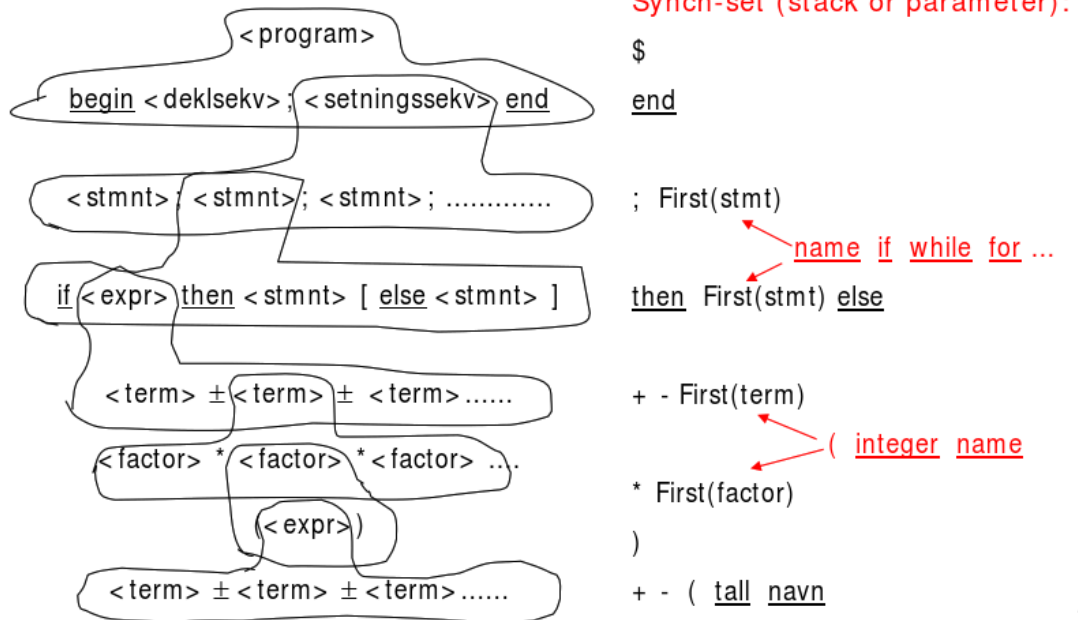 Synch-set (stack or parameter):
<program> $
begin <deklsekv> ; <setningssekv> end end
<stmnt> ; <stmnt> ; <stmnt> ; ............. ; First(stmt)
name if while for ...
if <expr> then <stmnt> [ else <stmnt> ] then First(stmt) else
<term> ± <term> ± <term>...... + - First(term)
( integer name
<factor> * <factor> * <factor> .... * First(factor)
(<expr>) )
<term> ± <term> ± <term>...... + - ( tall navn